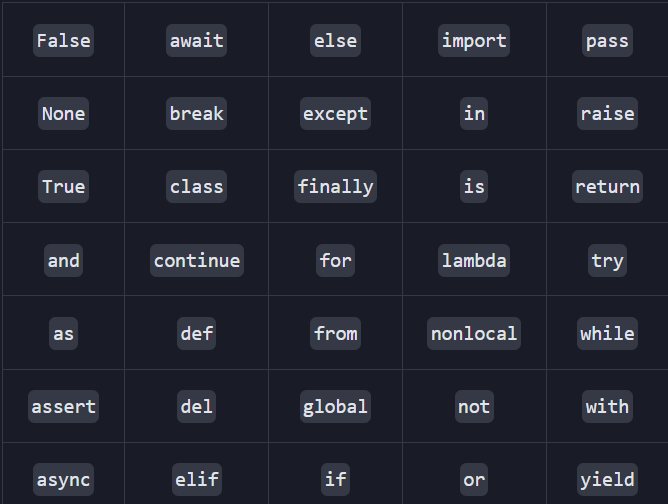 False await else import pass
None break except in raise
True class finally is return
and continue for lambda try
as def from nonlocal while
assert del global not with
async elif if or yield